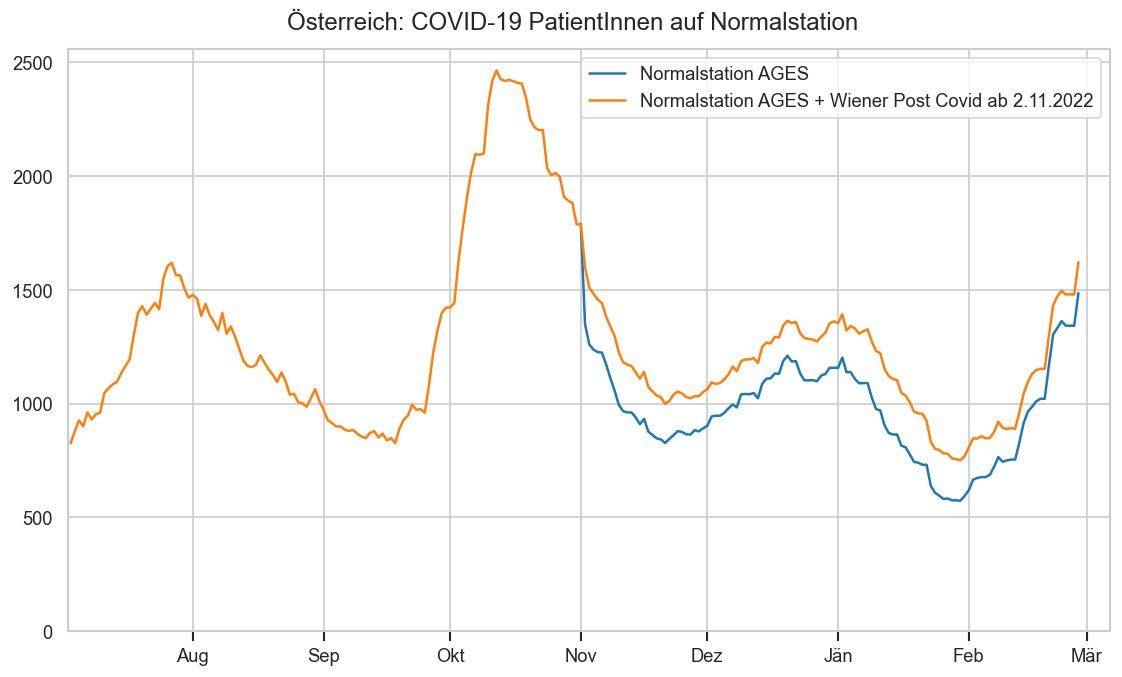 Österreich: COVID-19 PatientInnen auf Normalstation
Normalstation AGES
Normalstation AGES + Wiener Post Covid ab 2.11.2022
2500
2000
1500
1000
500
0
Aug Sep Okt Nov Dez Jän Feb Mär